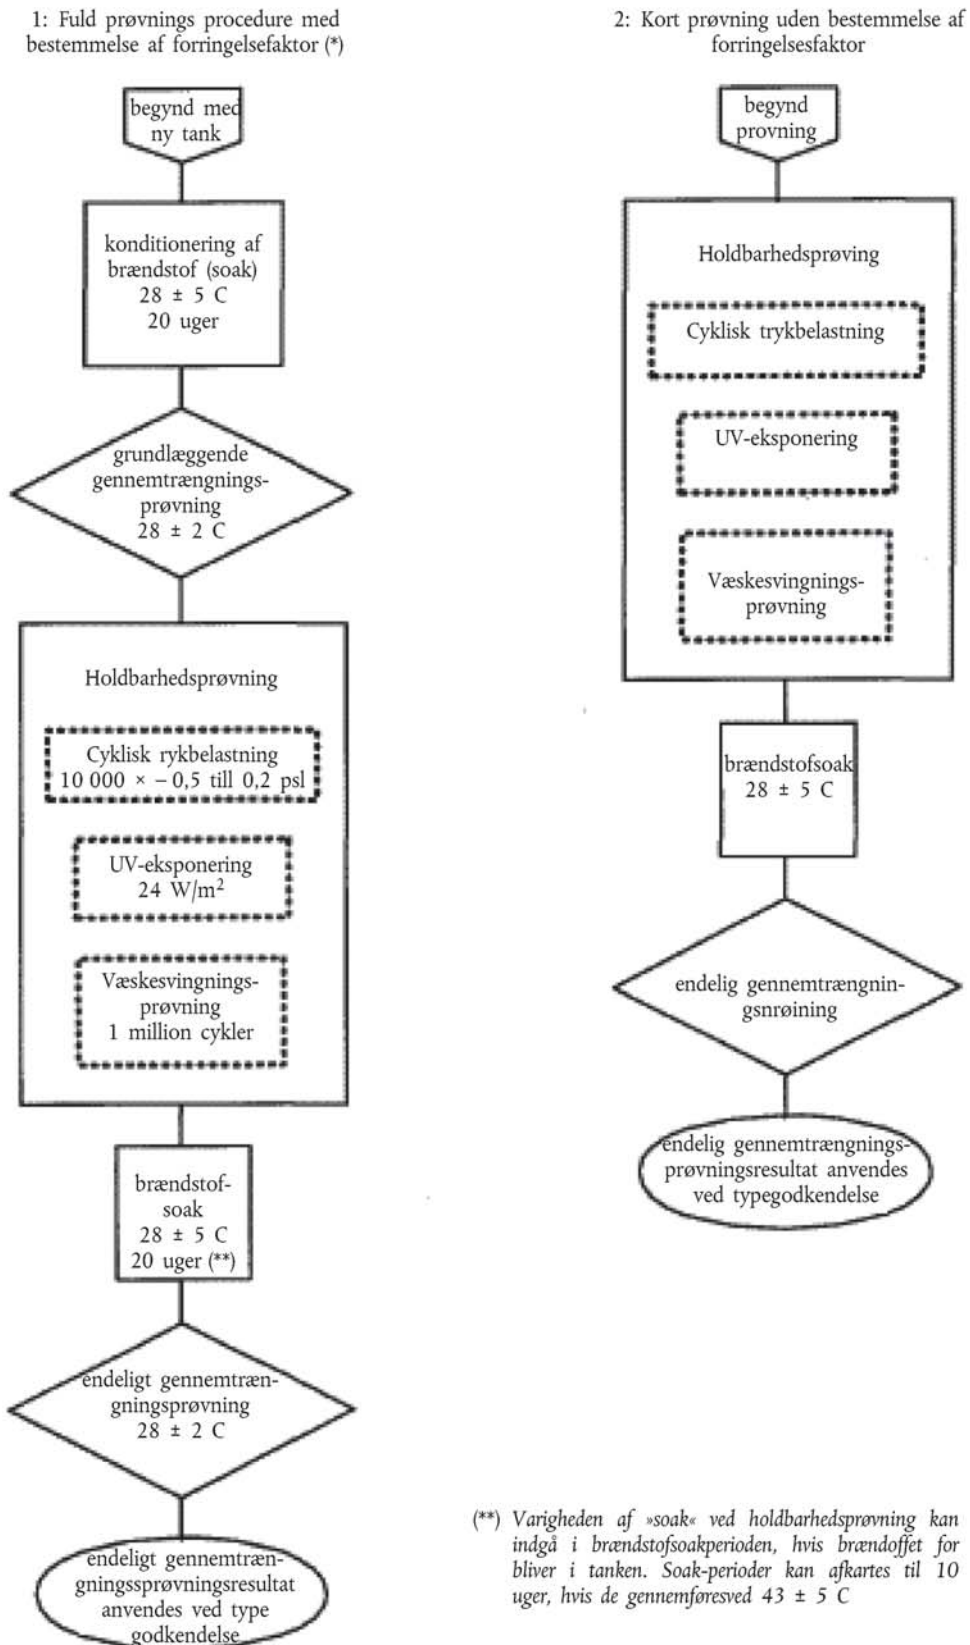 1: Fuld prøvnings procedure med
bestemmelse af forringelsefaktor (*)
begynd med
ny tank
konditionering af
brændstof (soak)
28 ± 5 C
20 uger
grundlæggende
gennemtrængnings-
prøvning
28 ± 2 C
Holdbarhedsprøvning
Cyklisk rykbelastning
10 000 × – 0,5 till 0,2 psl
UV-eksponering
24 W/m²
Væskesvingnings-
prøvning
1 million cykler
brændstof-
soak
28 ± 5 C
20 uger (**)
endeligt gennemtræn-
gningsprøvning
28 ± 2 C
endeligt gennemtræn-
gningssprøvningsresultat
anvendes ved type
godkendelse
2: Kort prøvning uden bestemmelse af
forringelsesfaktor
begynd
provning
Holdbarhedsprøving
Cyklisk trykbelastning
UV-eksponering
Væskesvingnings-
prøvning
brændstofsoak
28 ± 5 C
endelig gennemtrængnin-
gsnrøining
endelig gennemtrængnings-
prøvningsresultat anvendes
ved typegodkendelse
(**) Varigheden af »soak« ved holdbarhedsprøvning kan
indgå i brændstofsoakperioden, hvis brændoffet for
bliver i tanken. Soak-perioder kan afkartes til 10
uger, hvis de gennemføresved 43 ± 5 C